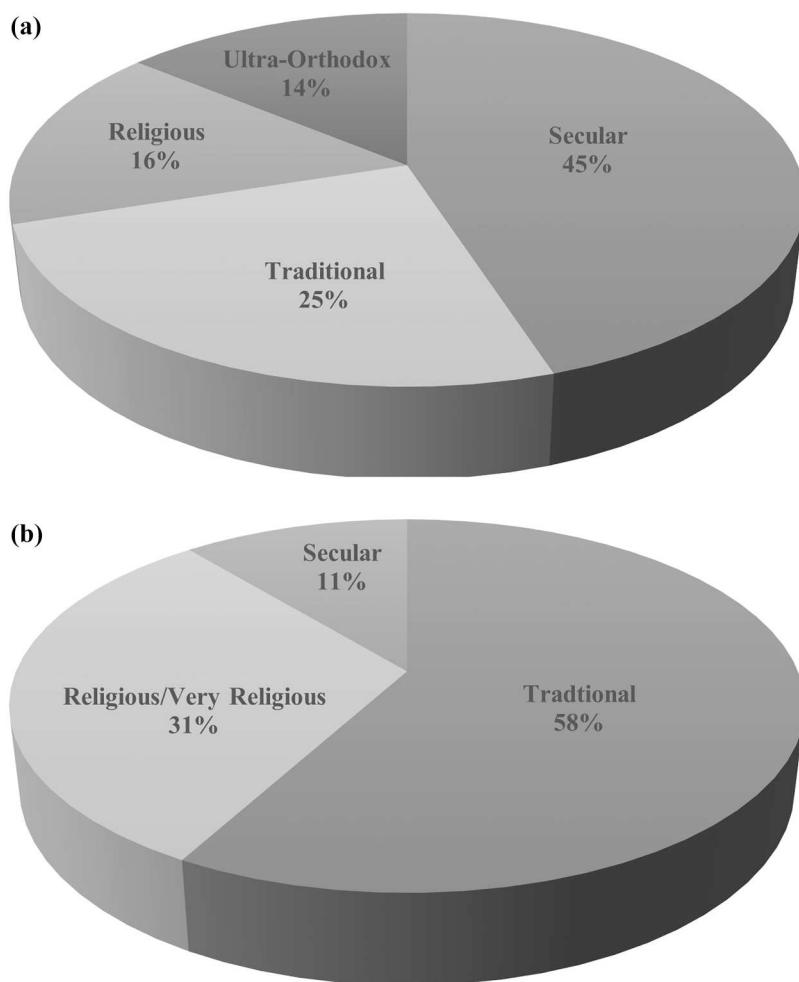 (a)
Ultra-Orthodox
14%
Religious
16%
Secular
45%
Traditional
25%
(b)
Secular
11%
Religious/Very Religious
31%
Tradtional
58%